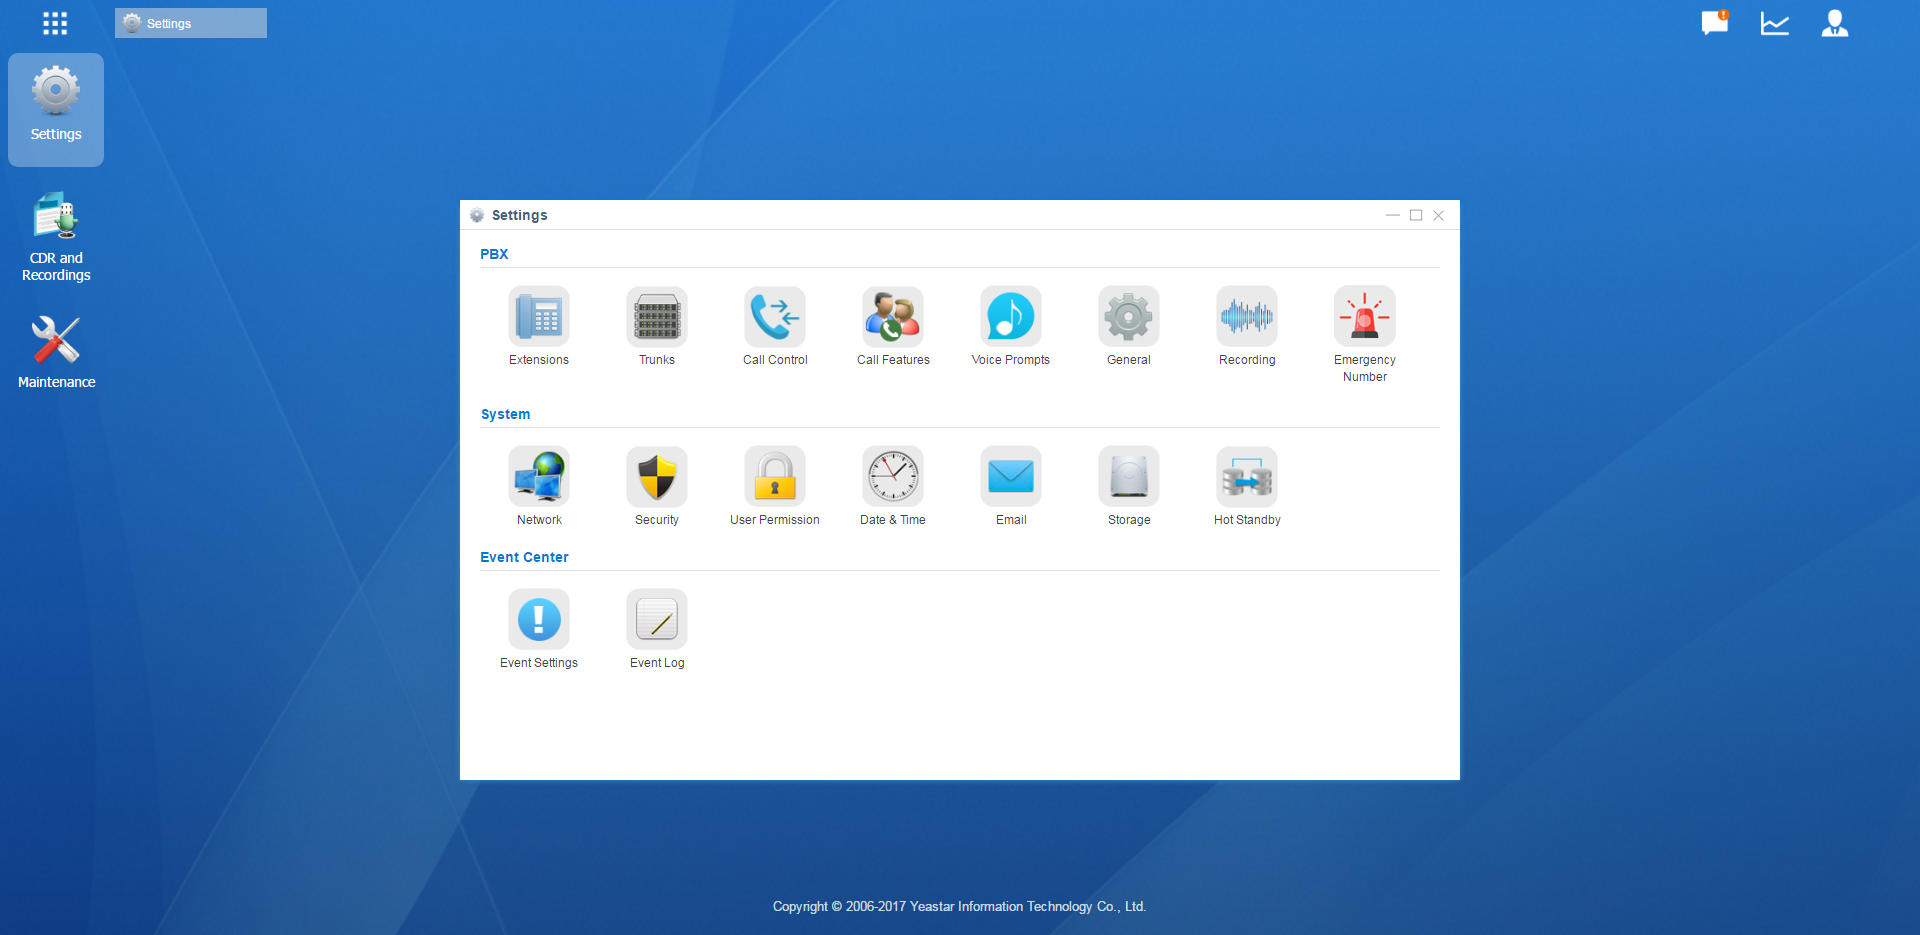 Settings
Settings
CDR and
Recordings
Maintenance
Settings
PBX
Extensions
Trunks
Call Control
Call Features
Voice Prompts
General
Recording
Emergency
Number
System
Network
Security
User Permission
Date & Time
Email
Storage
Hot Standby
Event Center
Event Settings
Event Log
Copyright © 2006-2017 Yeastar Information Technology Co., Ltd.